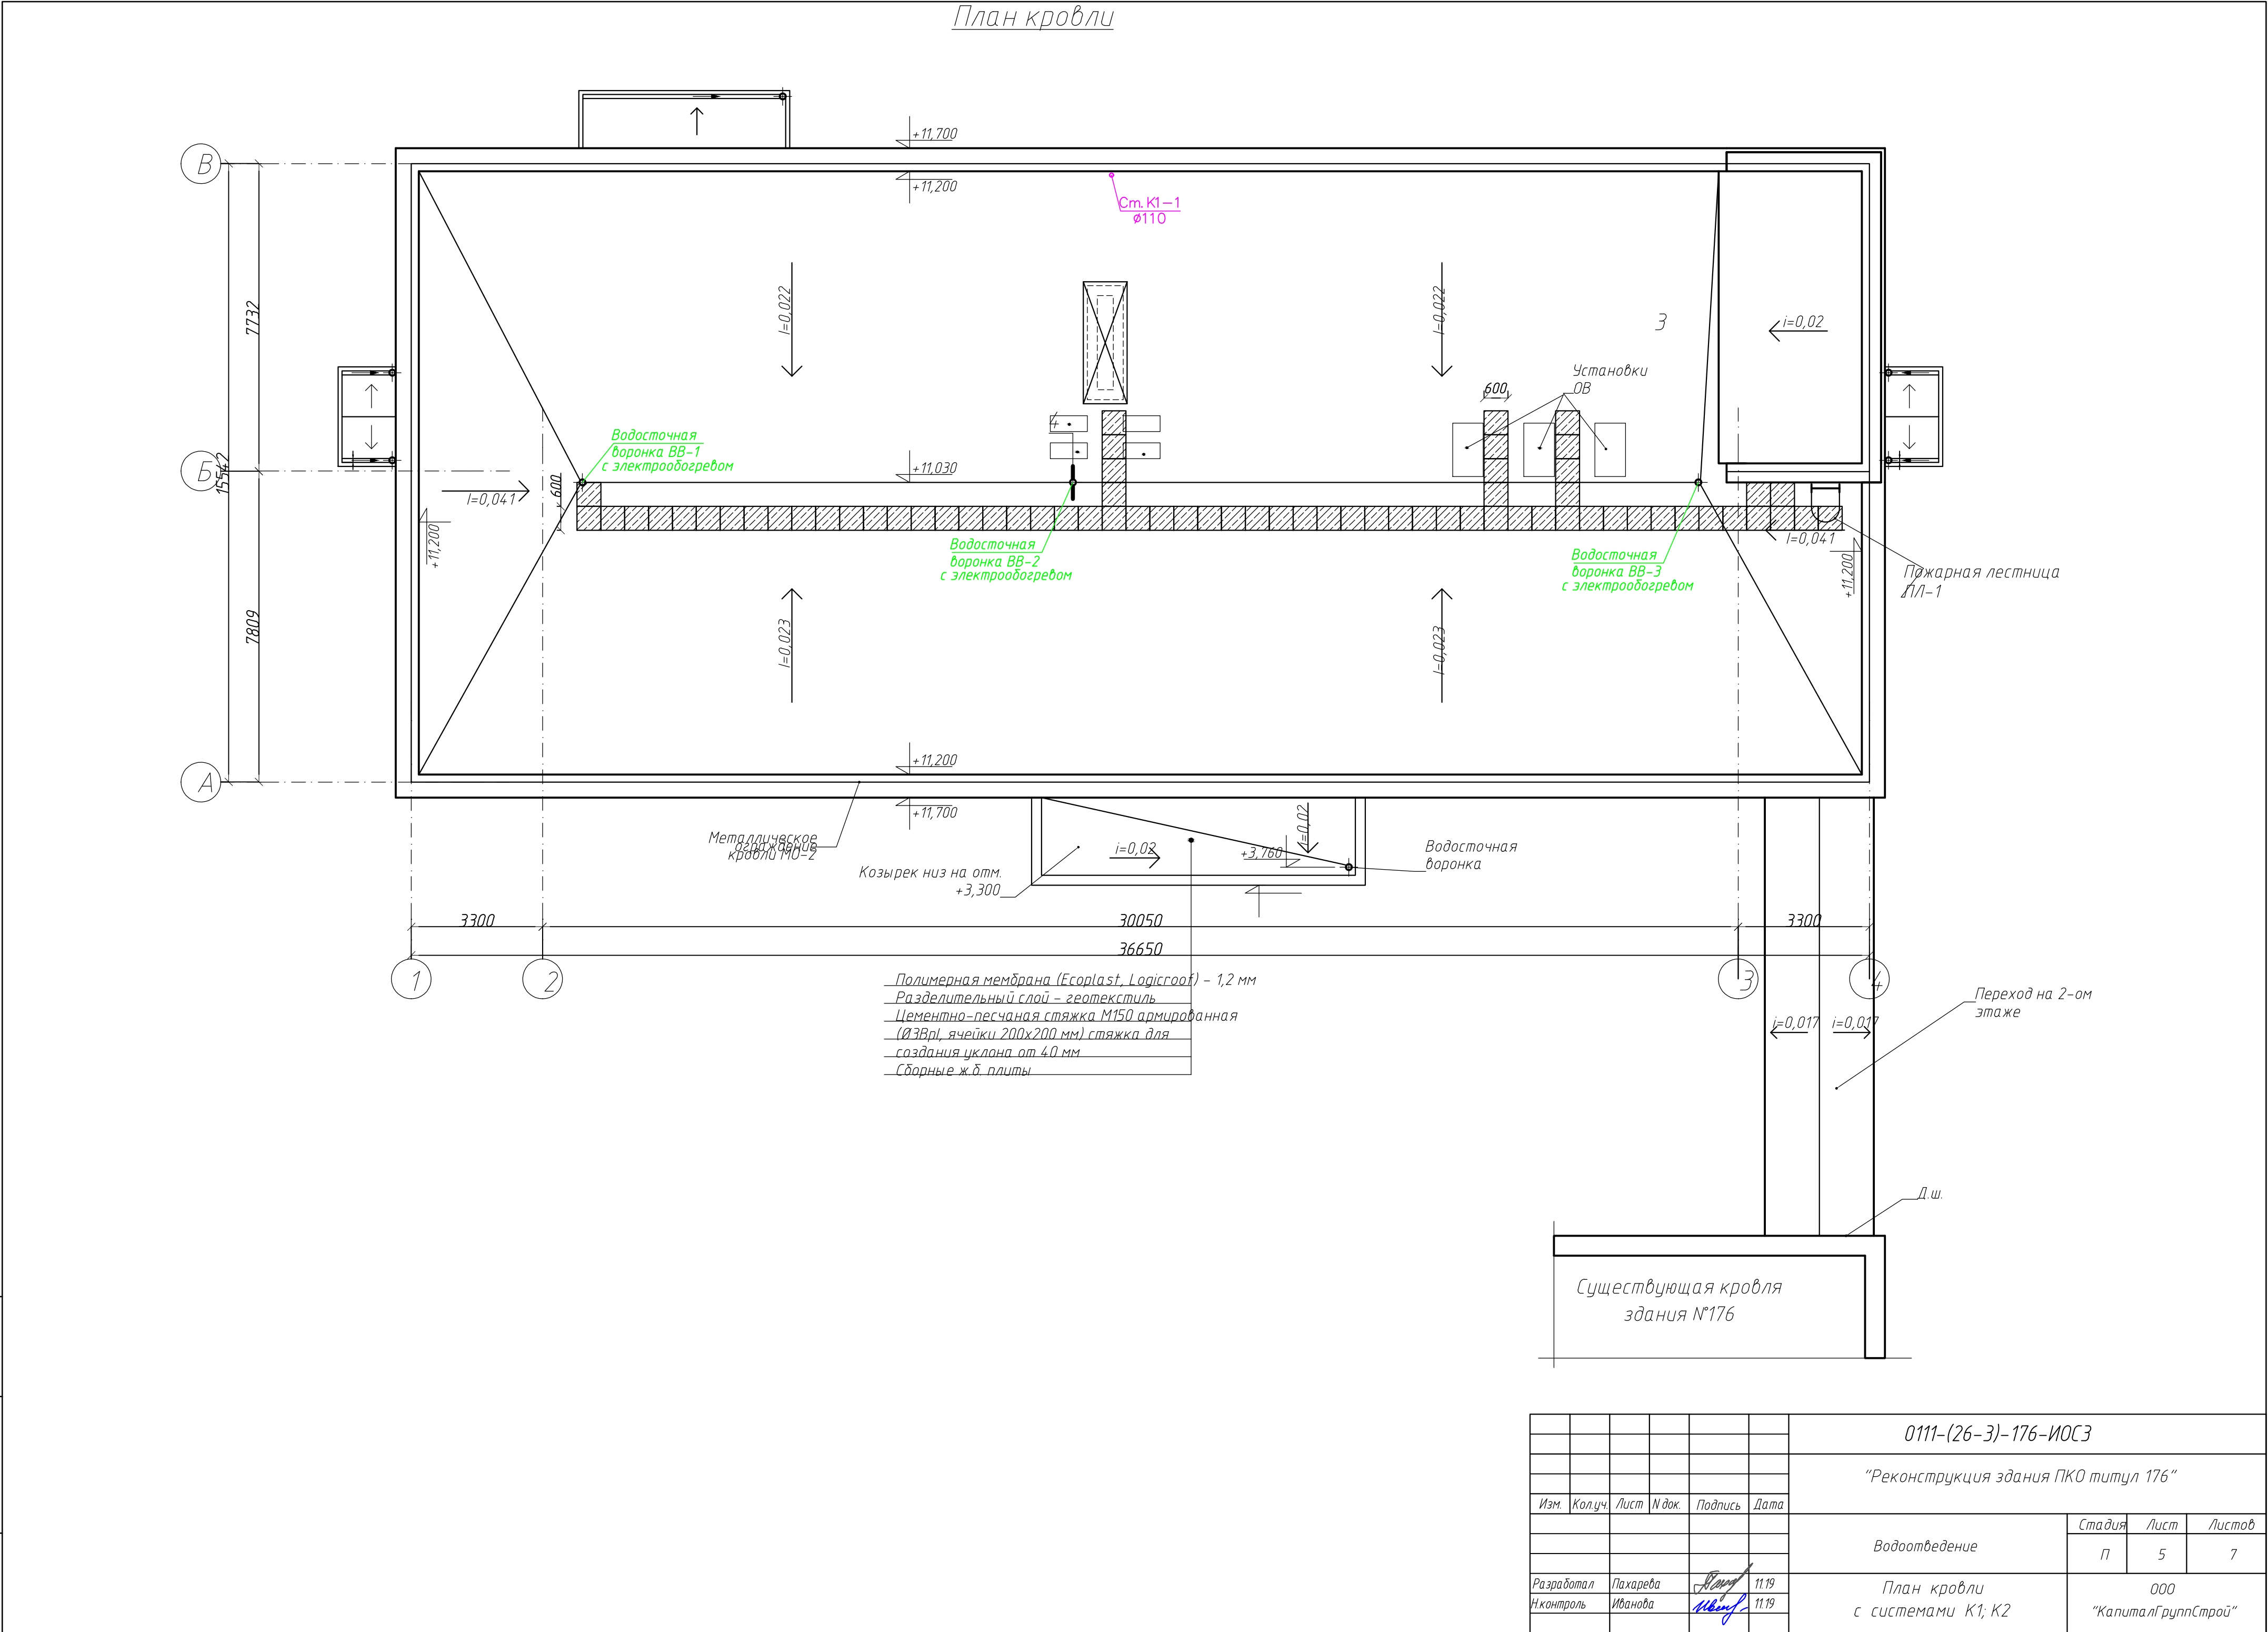 План кровли
+11,700
+11,200
Ст. К1-1
ø110
В
Б
А
7732
7809
15542
I=0,022
I=0,022
3
i=0,02
Установки
ОВ
600
4
Водосточная
воронка ВВ-1
с электрообогревом
+11,030
I=0,041
600
+11,200
Водосточная
воронка ВВ-2
с электрообогревом
Водосточная
воронка ВВ-3
с электрообогревом
I=0,041
+11,200
Пожарная лестница
ПЛ-1
I=0,023
I=0,023
+11,200
+11,700
Металлическое
ограждение
кровли МО-2
Козырек низ на отм.
+3,300
i=0,02
+3,760
i=0,02
Водосточная
воронка
3300
30050
3300
36650
1
2
3
4
Полимерная мембрана (Ecoplast, Logicroof) - 1,2 мм
Разделительный слой - геотекстиль
Цементно-песчаная стяжка М150 армированная
(Ø3ВрI, ячейки 200х200 мм) стяжка для
создания уклона от 40 мм
Сборные ж.б. плиты
i=0,017
i=0,017
Переход на 2-ом
этаже
Д.ш.
Существующая кровля
здания №176
0111-(26-3)-176-ИОС3
"Реконструкция здания ПКО титул 176"
Изм. Кол.уч. Лист N док. Подпись Дата
Водоотведение
Стадия Лист Листов
П 5 7
Разработал Пахарева 11.19
Н.контроль Иванова 11.19
План кровли
с системами К1; К2
ООО
"КапиталГруппСтрой"